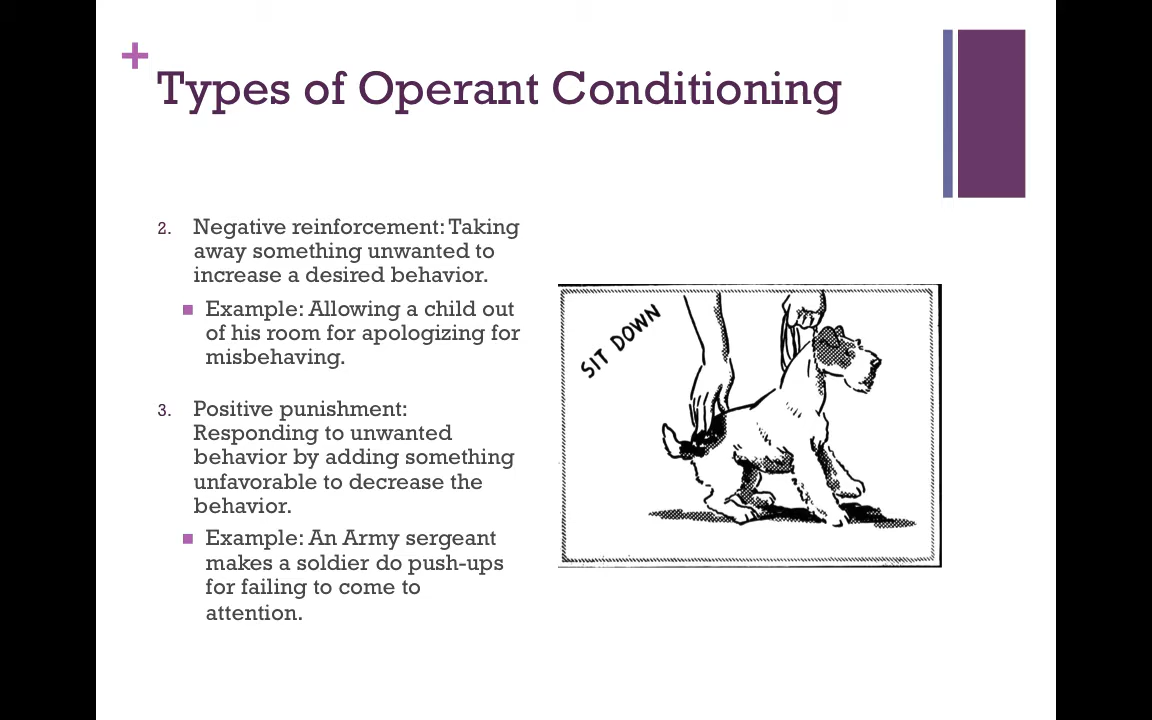 +
Types of Operant Conditioning
2. Negative reinforcement: Taking
away something unwanted to
increase a desired behavior.
■ Example: Allowing a child out
of his room for apologizing for
misbehaving.
3. Positive punishment:
Responding to unwanted
behavior by adding something
unfavorable to decrease the
behavior.
■ Example: An Army sergeant
makes a soldier do push-ups
for failing to come to
attention.
SIT DOWN